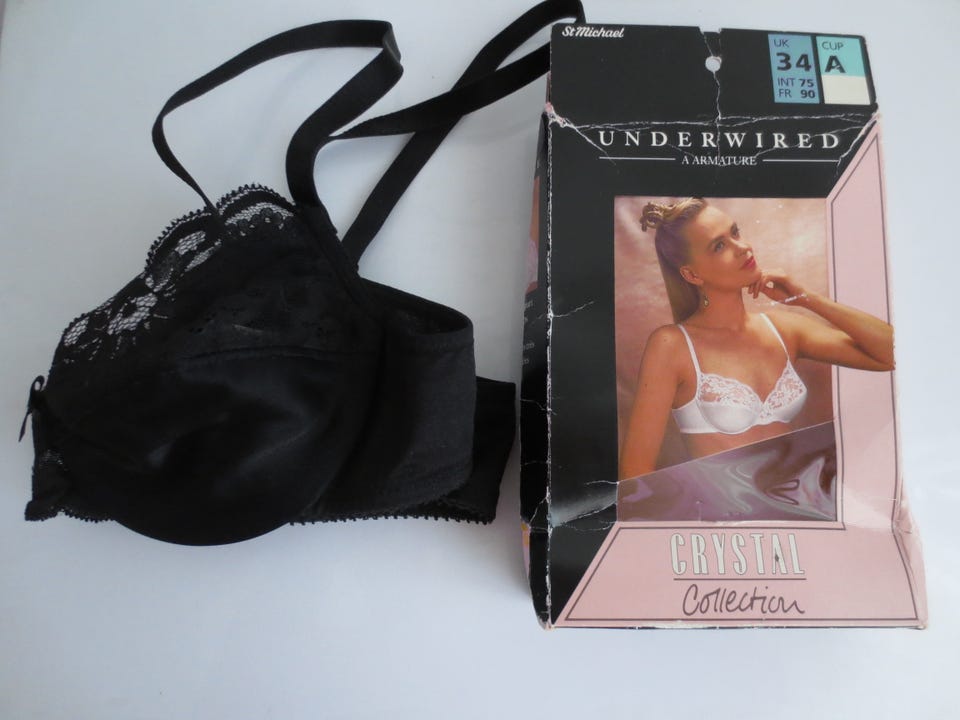 St Michael
UK 34
INT 75
FR 90
CUP A
UNDERWIRED
A ARMATURE
CRYSTAL
Collection